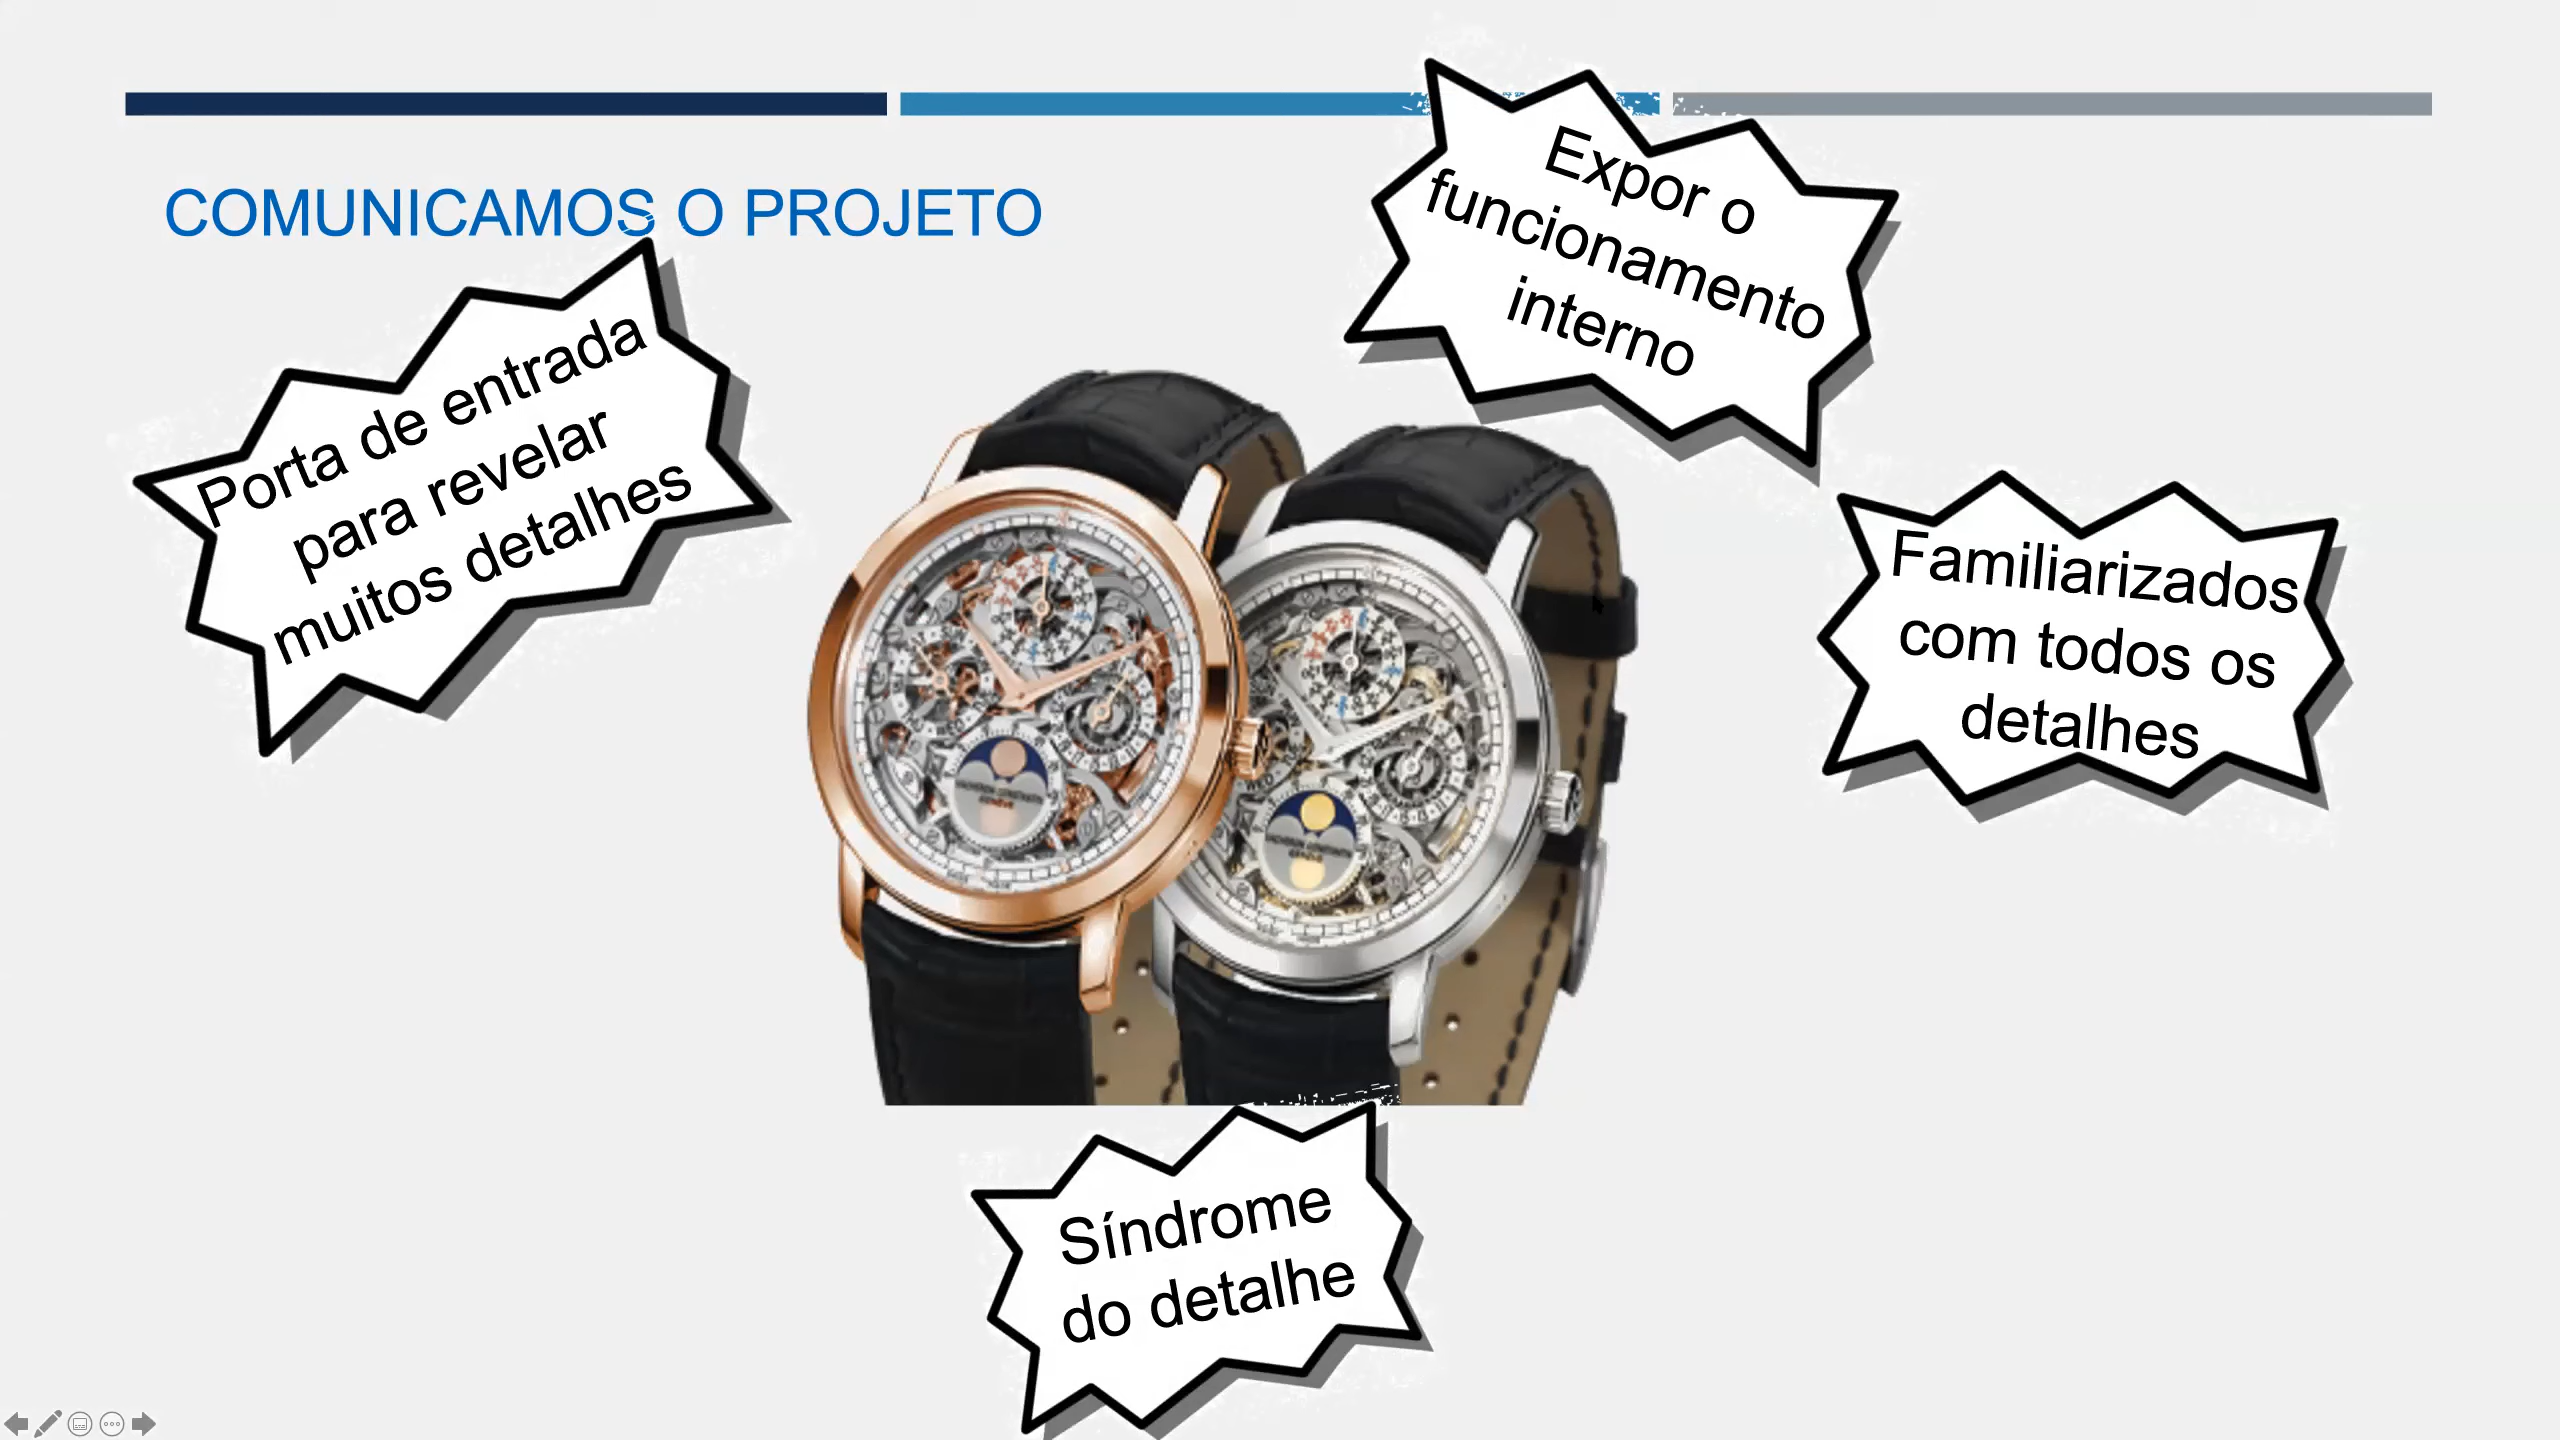 COMUNICAMOS O PROJETO
Expor o
funcionamento
interno
Porta de entrada
para revelar
muitos detalhes
Familiarizados
com todos os
detalhes
Síndrome
do detalhe